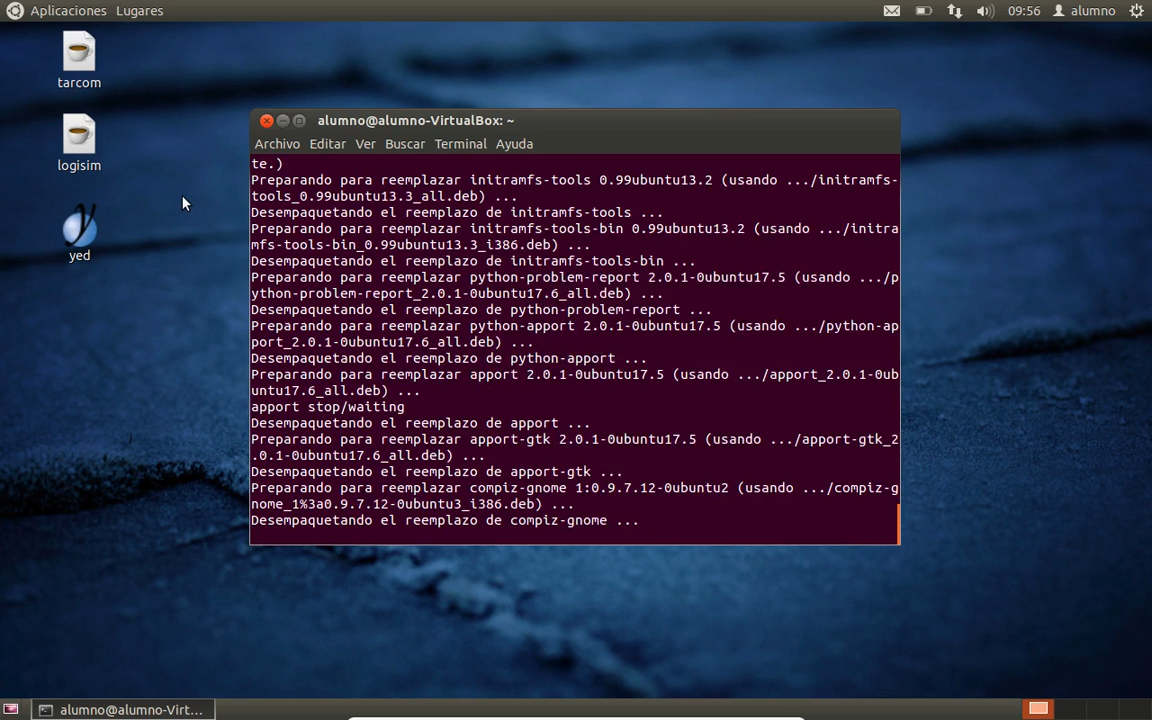 Aplicaciones Lugares
09:56 alumno
tarcom
logisim
yed
alumno@alumno-VirtualBox: ~
Archivo Editar Ver Buscar Terminal Ayuda
te.)
Preparando para reemplazar initramfs-tools 0.99ubuntu13.2 (usando .../initramfs-
tools_0.99ubuntu13.3_all.deb) ...
Desempaquetando el reemplazo de initramfs-tools ...
Preparando para reemplazar initramfs-tools-bin 0.99ubuntu13.2 (usando .../initra
mfs-tools-bin_0.99ubuntu13.3_i386.deb) ...
Desempaquetando el reemplazo de initramfs-tools-bin ...
Preparando para reemplazar python-problem-report 2.0.1-0ubuntu17.5 (usando .../p
ython-problem-report_2.0.1-0ubuntu17.6_all.deb) ...
Desempaquetando el reemplazo de python-problem-report ...
Preparando para reemplazar python-apport 2.0.1-0ubuntu17.5 (usando .../python-ap
port_2.0.1-0ubuntu17.6_all.deb) ...
Desempaquetando el reemplazo de python-apport ...
Preparando para reemplazar apport 2.0.1-0ubuntu17.5 (usando .../apport_2.0.1-0ub
untu17.6_all.deb) ...
apport stop/waiting
Desempaquetando el reemplazo de apport ...
Preparando para reemplazar apport-gtk 2.0.1-0ubuntu17.5 (usando .../apport-gtk_2
.0.1-0ubuntu17.6_all.deb) ...
Desempaquetando el reemplazo de apport-gtk ...
Preparando para reemplazar compiz-gnome 1:0.9.7.12-0ubuntu2 (usando .../compiz-g
nome_1%3a0.9.7.12-0ubuntu3_i386.deb) ...
Desempaquetando el reemplazo de compiz-gnome ...
alumno@alumno-Virt...